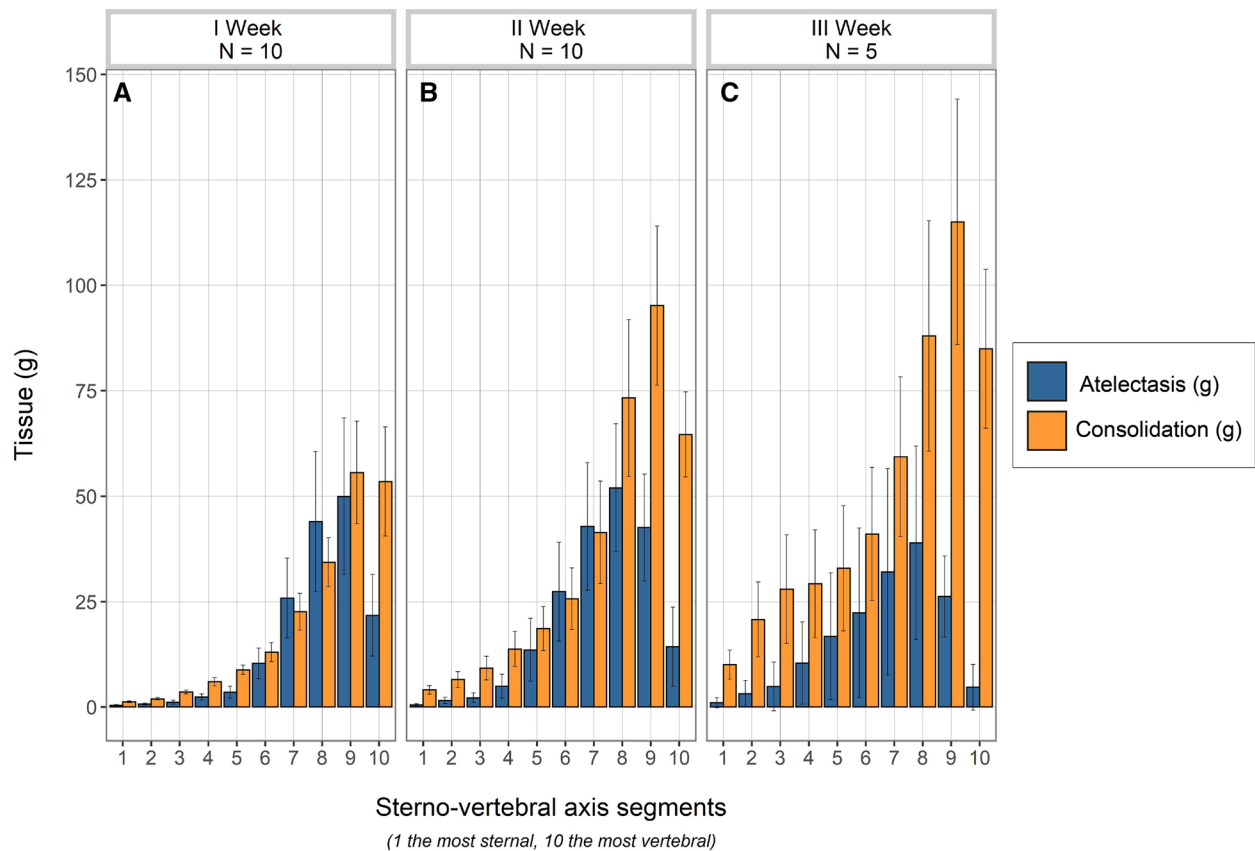 I Week
N = 10
II Week
N = 10
III Week
N = 5
A
B
C
150
125
100
75
50
25
0
Tissue (g)
1 2 3 4 5 6 7 8 9 10
1 2 3 4 5 6 7 8 9 10
1 2 3 4 5 6 7 8 9 10
Sterno-vertebral axis segments
(1 the most sternal, 10 the most vertebral)
Atelectasis (g)
Consolidation (g)